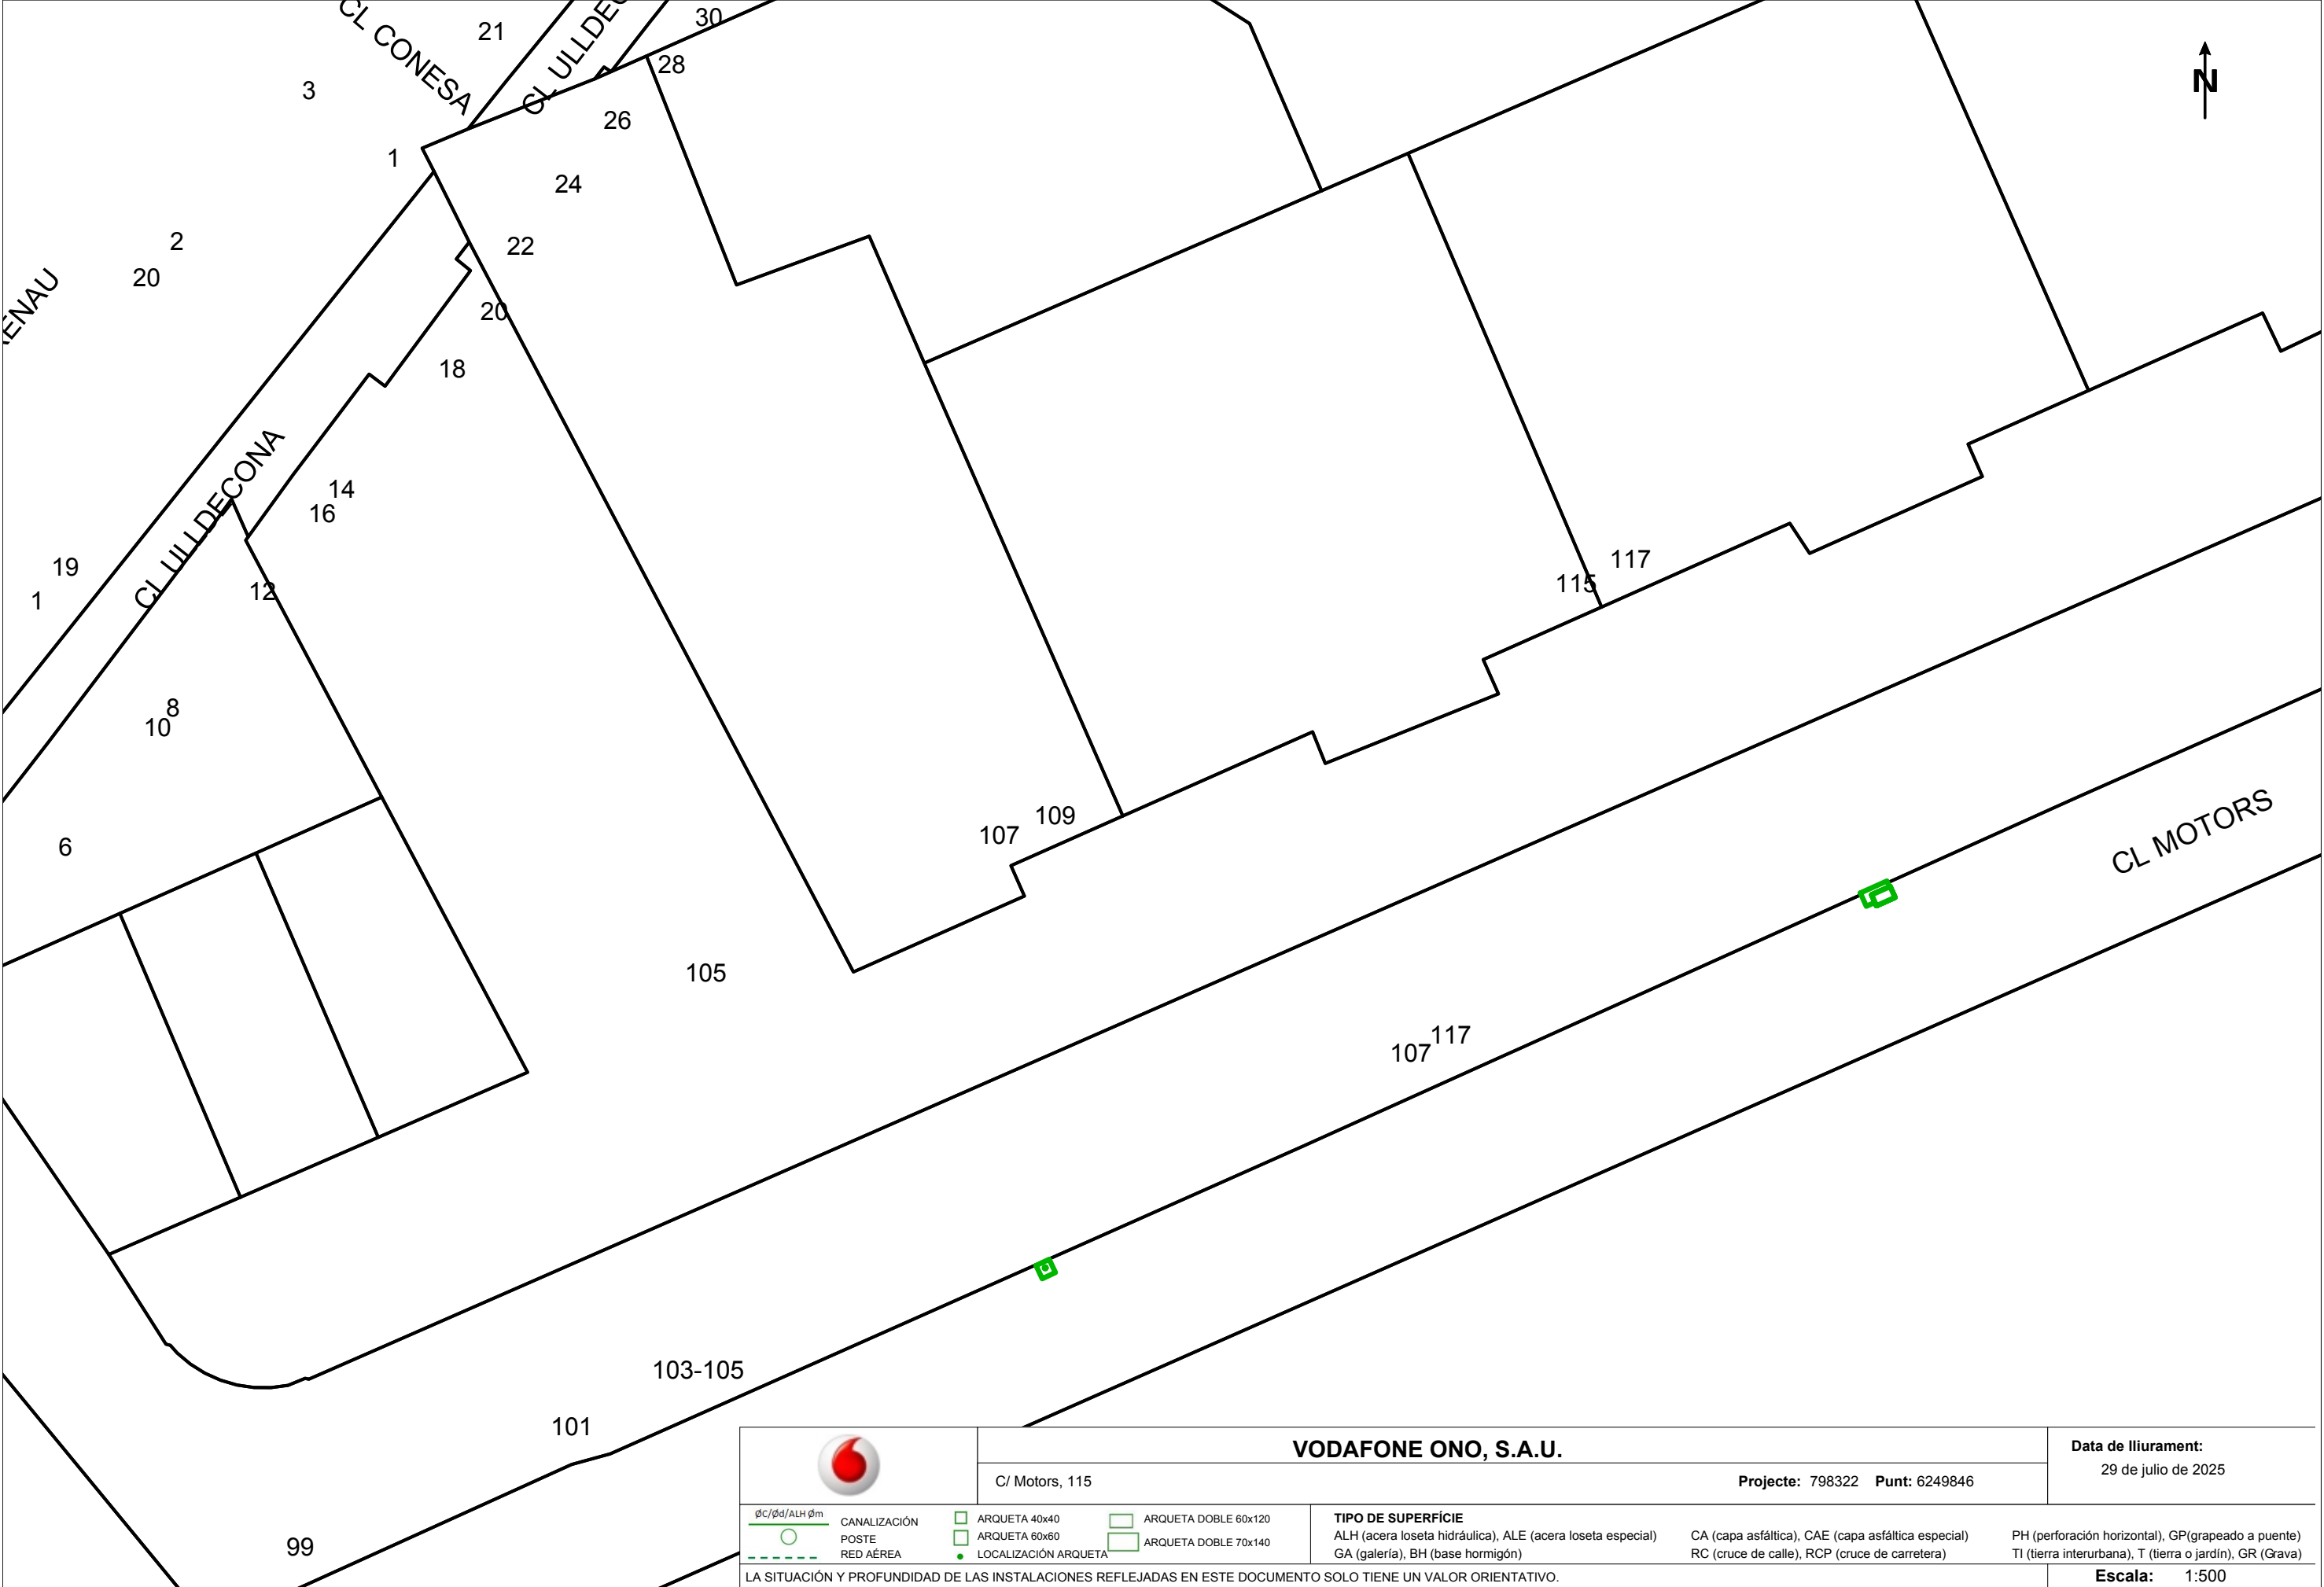 CL CONESA
21
CL ULLDEC
30
28
3
26
N
1
24
2
22
20
ENAU
20
18
CL ULLDECONA
14
16
117
19
115
12
1
8
10
CL MOTORS
109
107
6
105
117
107
103-105
101
99
VODAFONE ONO, S.A.U.
Data de lliurament:
29 de julio de 2025
C/ Motors, 115
Projecte: 798322 Punt: 6249846
ØC/Ød/ALH Øm
CANALIZACIÓN
POSTE
RED AÉREA
ARQUETA 40x40
ARQUETA 60x60
LOCALIZACIÓN ARQUETA
ARQUETA DOBLE 60x120
ARQUETA DOBLE 70x140
TIPO DE SUPERFÍCIE
ALH (acera loseta hidráulica), ALE (acera loseta especial)
GA (galería), BH (base hormigón)
CA (capa asfáltica), CAE (capa asfáltica especial)
RC (cruce de calle), RCP (cruce de carretera)
PH (perforación horizontal), GP(grapeado a puente)
TI (tierra interurbana), T (tierra o jardín), GR (Grava)
LA SITUACIÓN Y PROFUNDIDAD DE LAS INSTALACIONES REFLEJADAS EN ESTE DOCUMENTO SOLO TIENE UN VALOR ORIENTATIVO.
Escala: 1:500